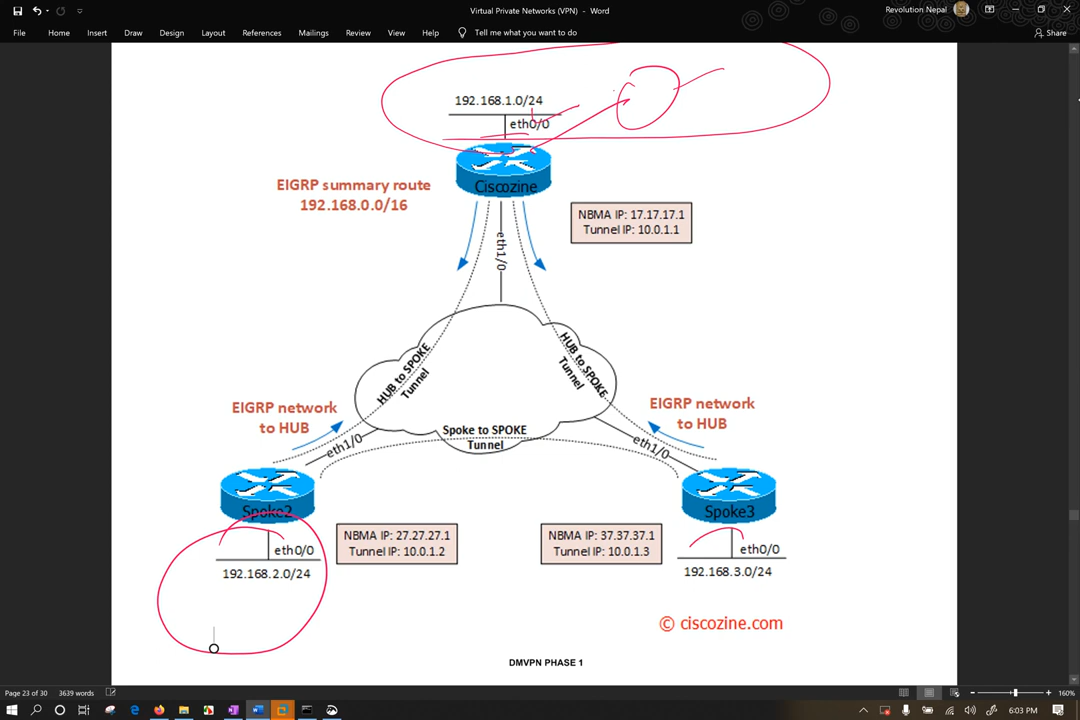 Virtual Private Networks (VPN) - Word
Revolution Nepal
File Home Insert Draw Design Layout References Mailings Review View Help Tell me what you want to do Share
192.168.1.0/24
eth0/0
Ciscozine
EIGRP summary route
192.168.0.0/16
NBMA IP: 17.17.17.1
Tunnel IP: 10.0.1.1
eth1/0
HUB to SPOKE
Tunnel
HUB to SPOKE
Tunnel
EIGRP network
to HUB
EIGRP network
to HUB
Spoke to SPOKE
Tunnel
eth1/0
eth1/0
Spoke2
Spoke3
NBMA IP: 27.27.27.1
Tunnel IP: 10.0.1.2
NBMA IP: 37.37.37.1
Tunnel IP: 10.0.1.3
eth0/0
192.168.2.0/24
eth0/0
192.168.3.0/24
© ciscozine.com
DMVPN PHASE 1
Page 23 of 30 3639 words 160%
6:03 PM